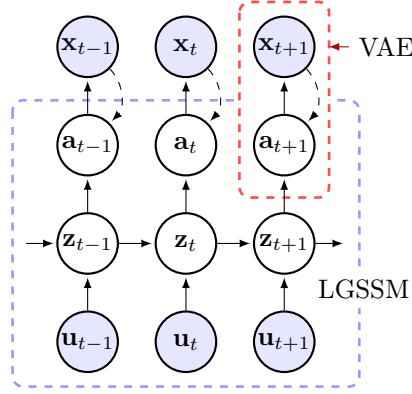 x_{t−1} x_t x_{t+1} VAE
a_{t−1} a_t a_{t+1}
z_{t−1} z_t z_{t+1}
LGSSM
u_{t−1} u_t u_{t+1}